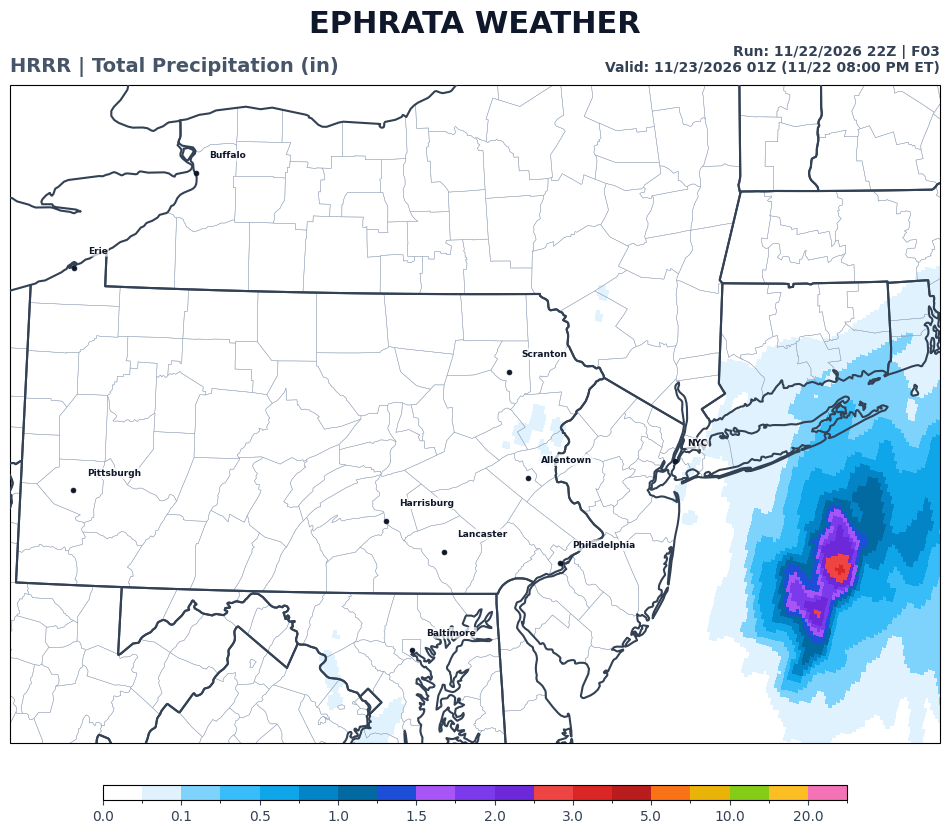 EPHRATA WEATHER
HRRR | Total Precipitation (in)
Run: 11/22/2026 22Z | F03
Valid: 11/23/2026 01Z (11/22 08:00 PM ET)
Buffalo
Erie
Scranton
NYC
Allentown
Pittsburgh
Harrisburg
Lancaster
Philadelphia
Baltimore
0.0 0.1 0.5 1.0 1.5 2.0 3.0 5.0 10.0 20.0